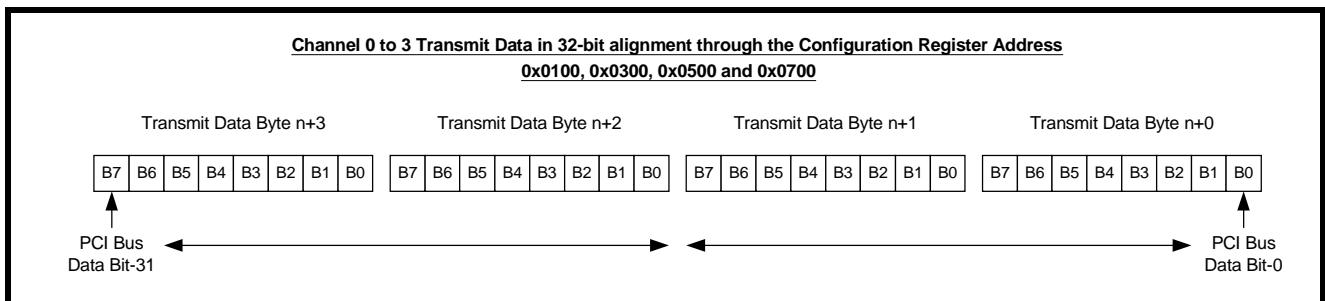 Channel 0 to 3 Transmit Data in 32-bit alignment through the Configuration Register Address
0x0100, 0x0300, 0x0500 and 0x0700
Transmit Data Byte n+3 Transmit Data Byte n+2 Transmit Data Byte n+1 Transmit Data Byte n+0
B7 B6 B5 B4 B3 B2 B1 B0 B7 B6 B5 B4 B3 B2 B1 B0 B7 B6 B5 B4 B3 B2 B1 B0 B7 B6 B5 B4 B3 B2 B1 B0
PCI Bus PCI Bus
Data Bit-31 Data Bit-0